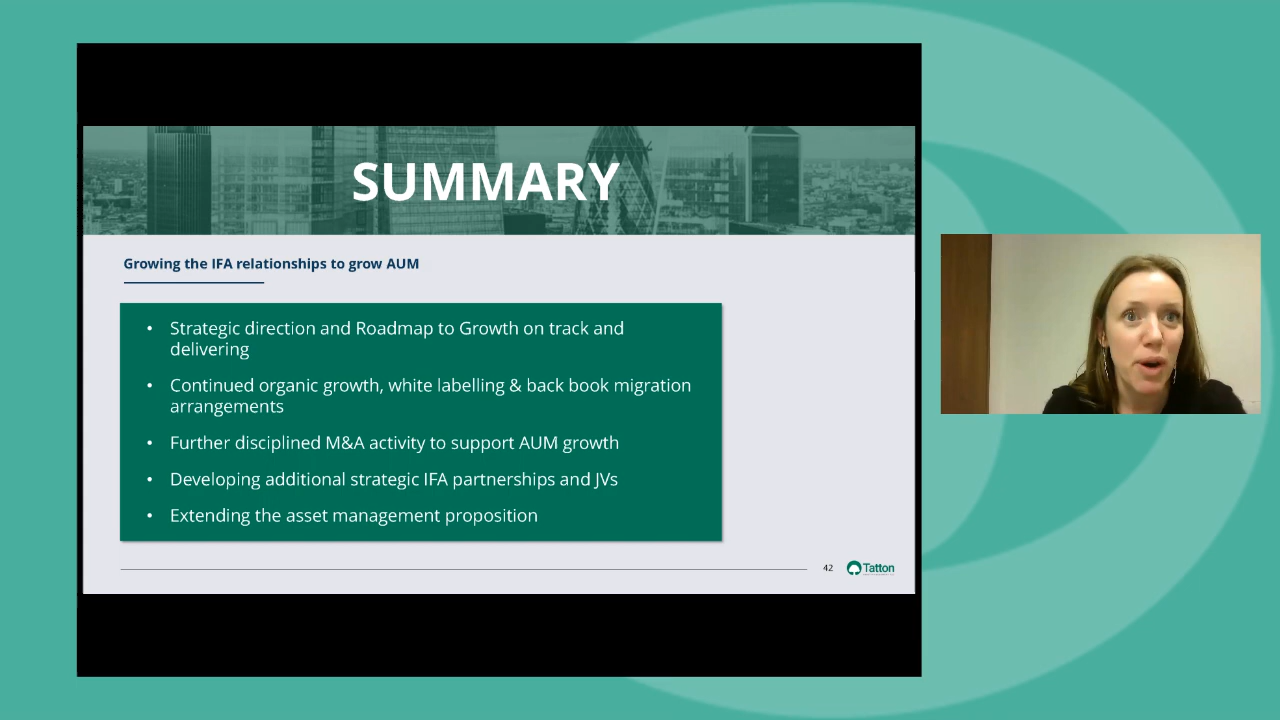 SUMMARY
Growing the IFA relationships to grow AUM
• Strategic direction and Roadmap to Growth on track and
delivering
• Continued organic growth, white labelling & back book migration
arrangements
• Further disciplined M&A activity to support AUM growth
• Developing additional strategic IFA partnerships and JVs
• Extending the asset management proposition
42
Tatton